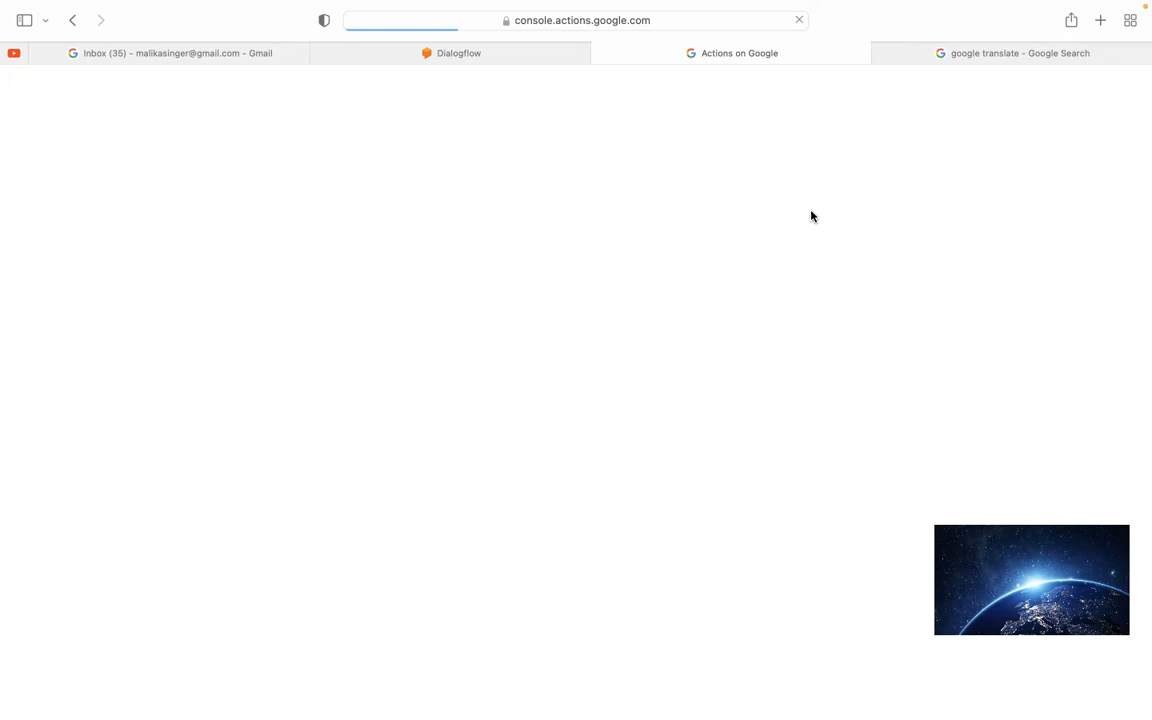 console.actions.google.com
Inbox (35) – malikasinger@gmail.com - Gmail
Dialogflow
Actions on Google
google translate - Google Search